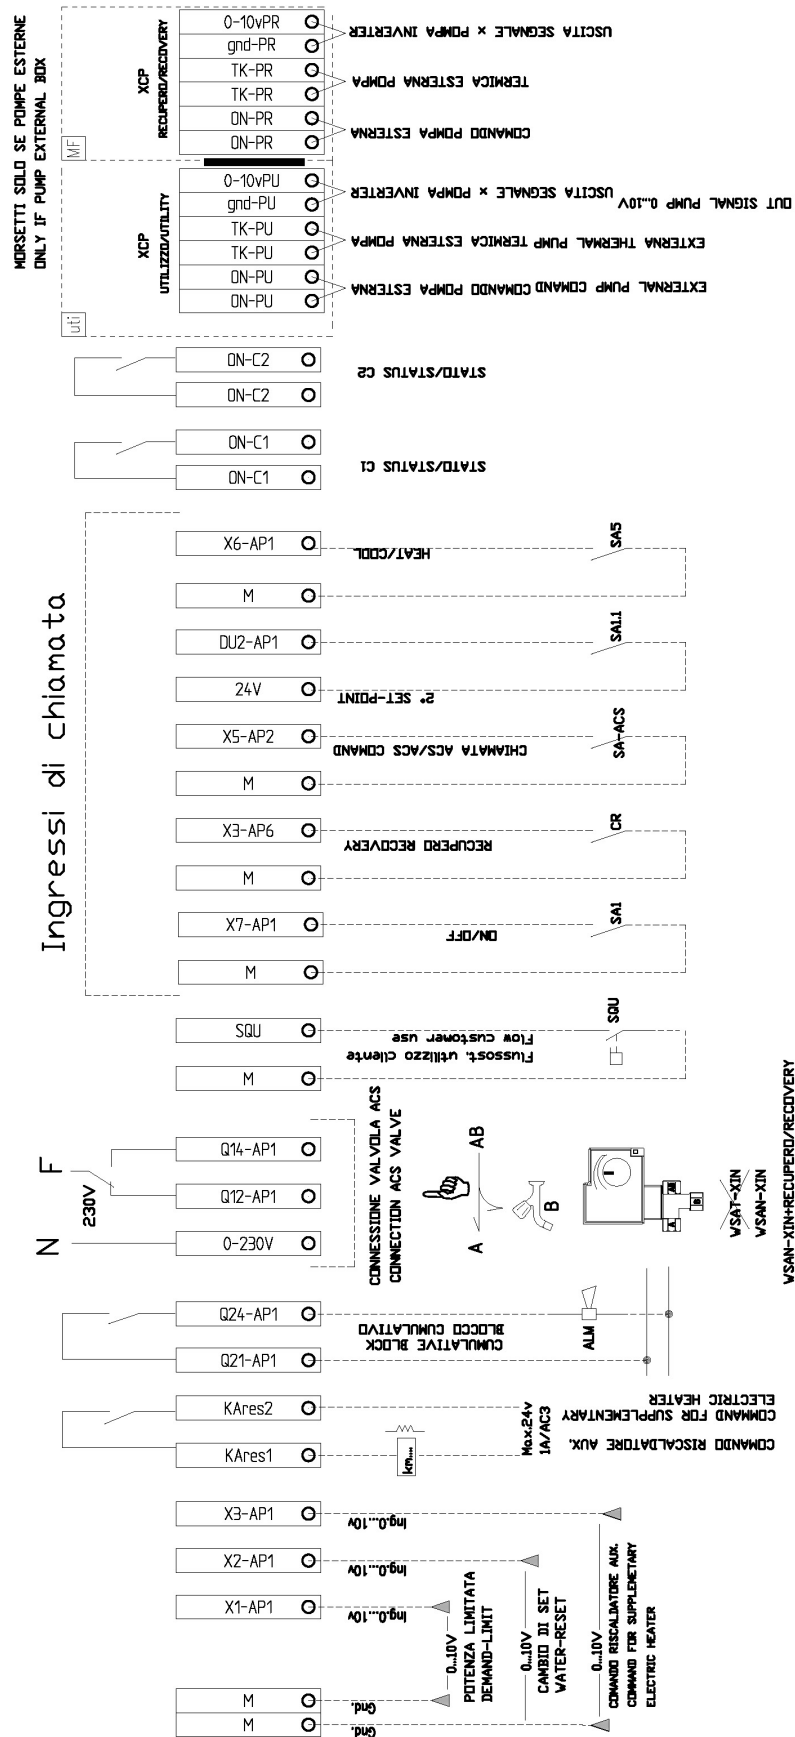 MORSETTI SOLO SE POMPE ESTERNE
ONLY IF PUMP EXTERNAL BOX
MF
XCP
RECUPERO/RECOVERY
0-10vPR
gnd-PR
USCITA SEGNALE x POMPA INVERTER
TK-PR
TK-PR
TERMICA ESTERNA POMPA
ON-PR
ON-PR
COMANDO POMPA ESTERNA
uti
XCP
UTILIZZO/UTILITY
0-10vPU
gnd-PU
USCITA SEGNALE x POMPA INVERTER
OUT SIGNAL PUMP 0..10V
TK-PU
TK-PU
TERMICA ESTERNA POMPA
EXTERNA THERMAL PUMP
ON-PU
ON-PU
COMANDO POMPA ESTERNA
EXTERNAL PUMP COMAND
ON-C2
ON-C2
STATO/STATUS C2
ON-C1
ON-C1
STATO/STATUS C1
Ingressi di chiamata
X6-AP1
HEAT/COOL
SA5
M
DU2-AP1
SA1.1
24V
2° SET-POINT
X5-AP2
CHIAMATA ACS/ACS COMAND
SA-ACS
M
X3-AP6
RECUPERO RECOVERY
CR
M
X7-AP1
ON/OFF
SA1
M
SQU
Flow customer use
Flussost. utilizzo cliente
SQU
M
N
F
230V
Q14-AP1
Q12-AP1
0-230V
CONNESSIONE VALVOLA ACS
CONNECTION ACS VALVE
A
AB
B
A
AB
B
WSAT-XIN
WSAN-XIN
WSAN-XIN+RECUPERO/RECOVERY
Q24-AP1
BLOCCO CUMULATIVO
CUMULATIVE BLOCK
ALM
Q21-AP1
KAres2
KAres1
km....
Max.24v
1A/AC3
COMANDO RISCALDATORE AUX.
COMMAND FOR SUPPLEMENTARY
ELECTRIC HEATER
X3-AP1
Ing.0...10v
X2-AP1
Ing.0...10v
X1-AP1
Ing.0...10v
M
Gnd.
M
Gnd.
0...10V
POTENZA LIMITATA
DEMAND-LIMIT
0...10V
CAMBIO DI SET
WATER-RESET
0...10V
COMANDO RISCALDATORE AUX.
COMMAND FOR SUPPLEMETARY
ELECTRIC HEATER